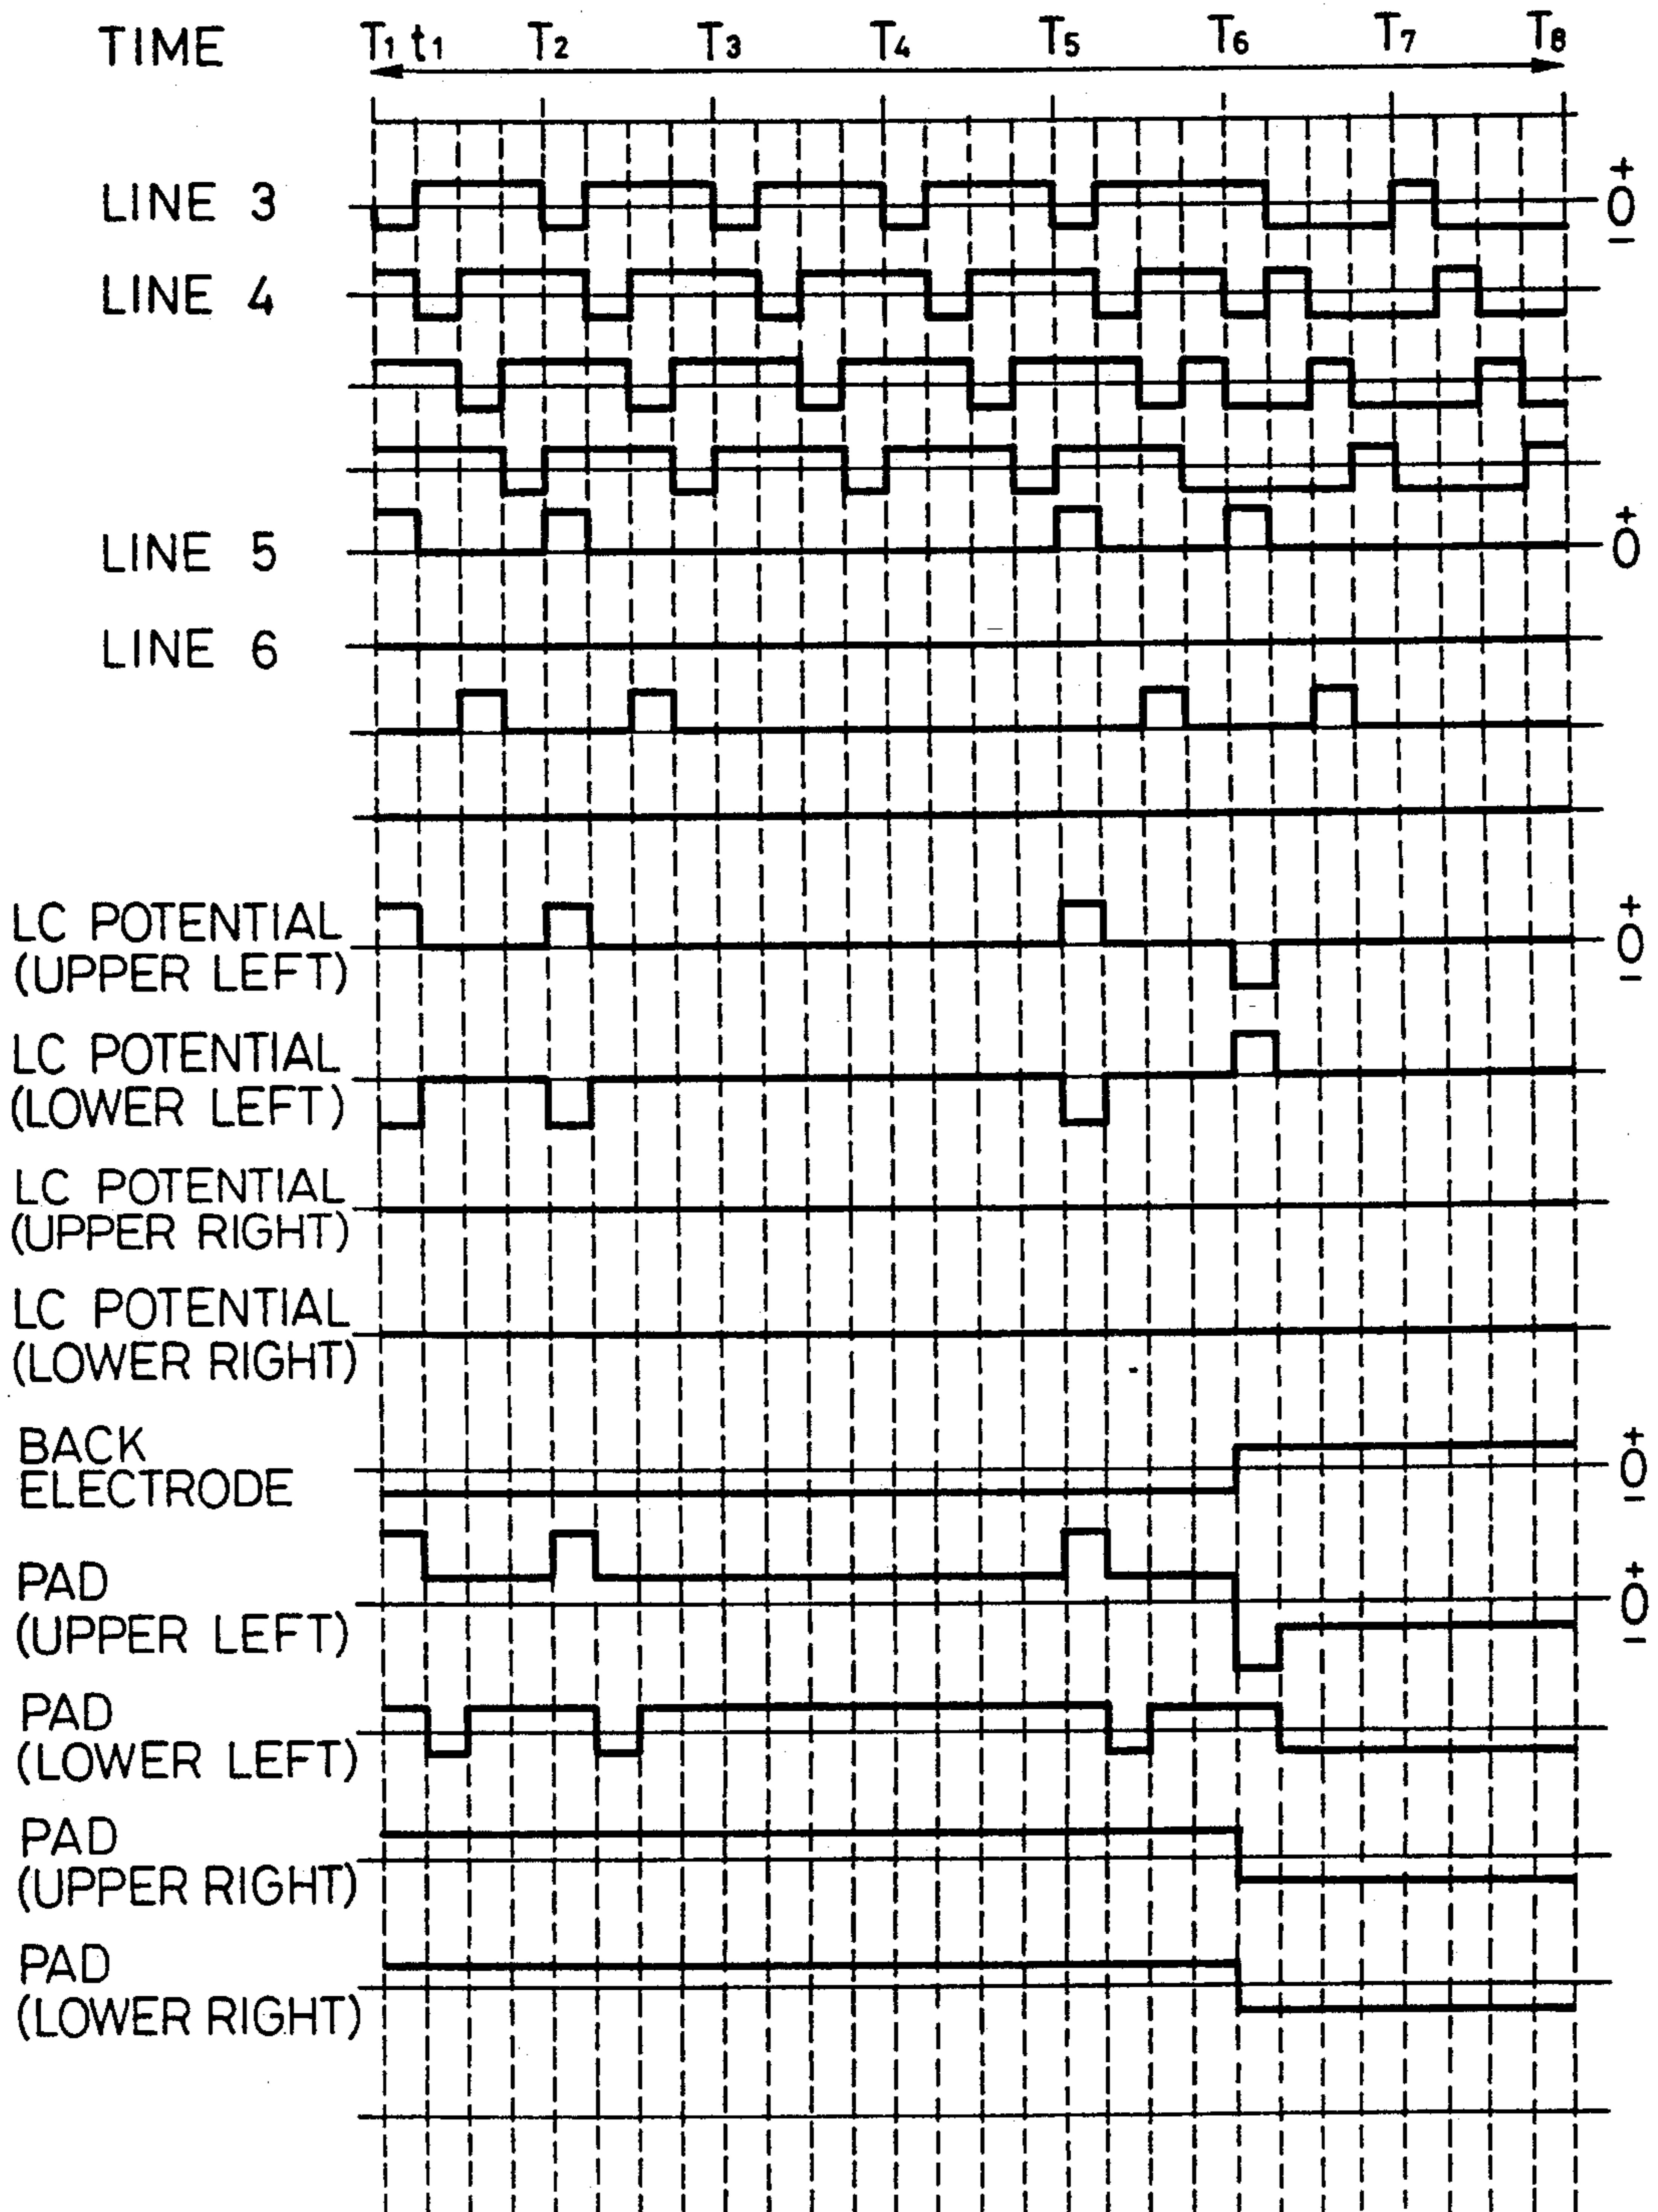 TIME T1 t1 T2 T3 T4 T5 T6 T7 T8
LINE 3
+
0
−
LINE 4
LINE 5
+
0
LINE 6
LC POTENTIAL
(UPPER LEFT)
+
0
−
LC POTENTIAL
(LOWER LEFT)
LC POTENTIAL
(UPPER RIGHT)
LC POTENTIAL
(LOWER RIGHT)
BACK
ELECTRODE
+
0
−
PAD
(UPPER LEFT)
+
0
−
PAD
(LOWER LEFT)
PAD
(UPPER RIGHT)
PAD
(LOWER RIGHT)